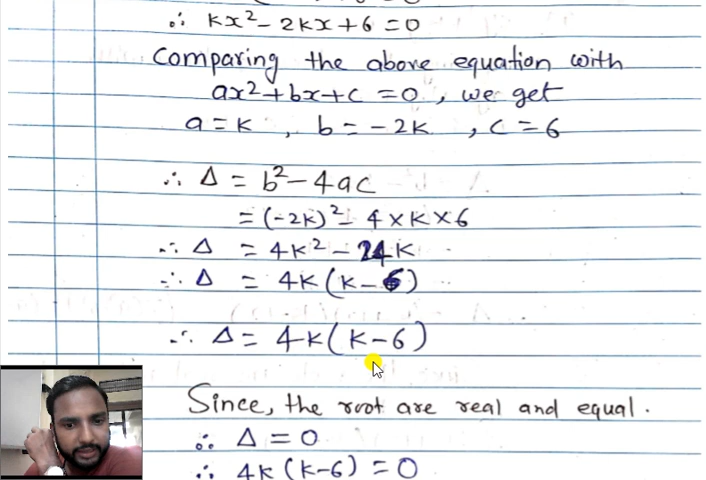 ∴ kx² - 2kx + 6 = 0
Comparing the above equation with
ax² + bx + c = 0, we get
a = k , b = -2k , c = 6
∴ Δ = b² - 4ac
= (-2k)² - 4 × k × 6
∴ Δ = 4k² - 24k
∴ Δ = 4k (k - 6)
∴ Δ = 4k (k - 6)
Since, the root are real and equal.
∴ Δ = 0
∴ 4k (k-6) = 0